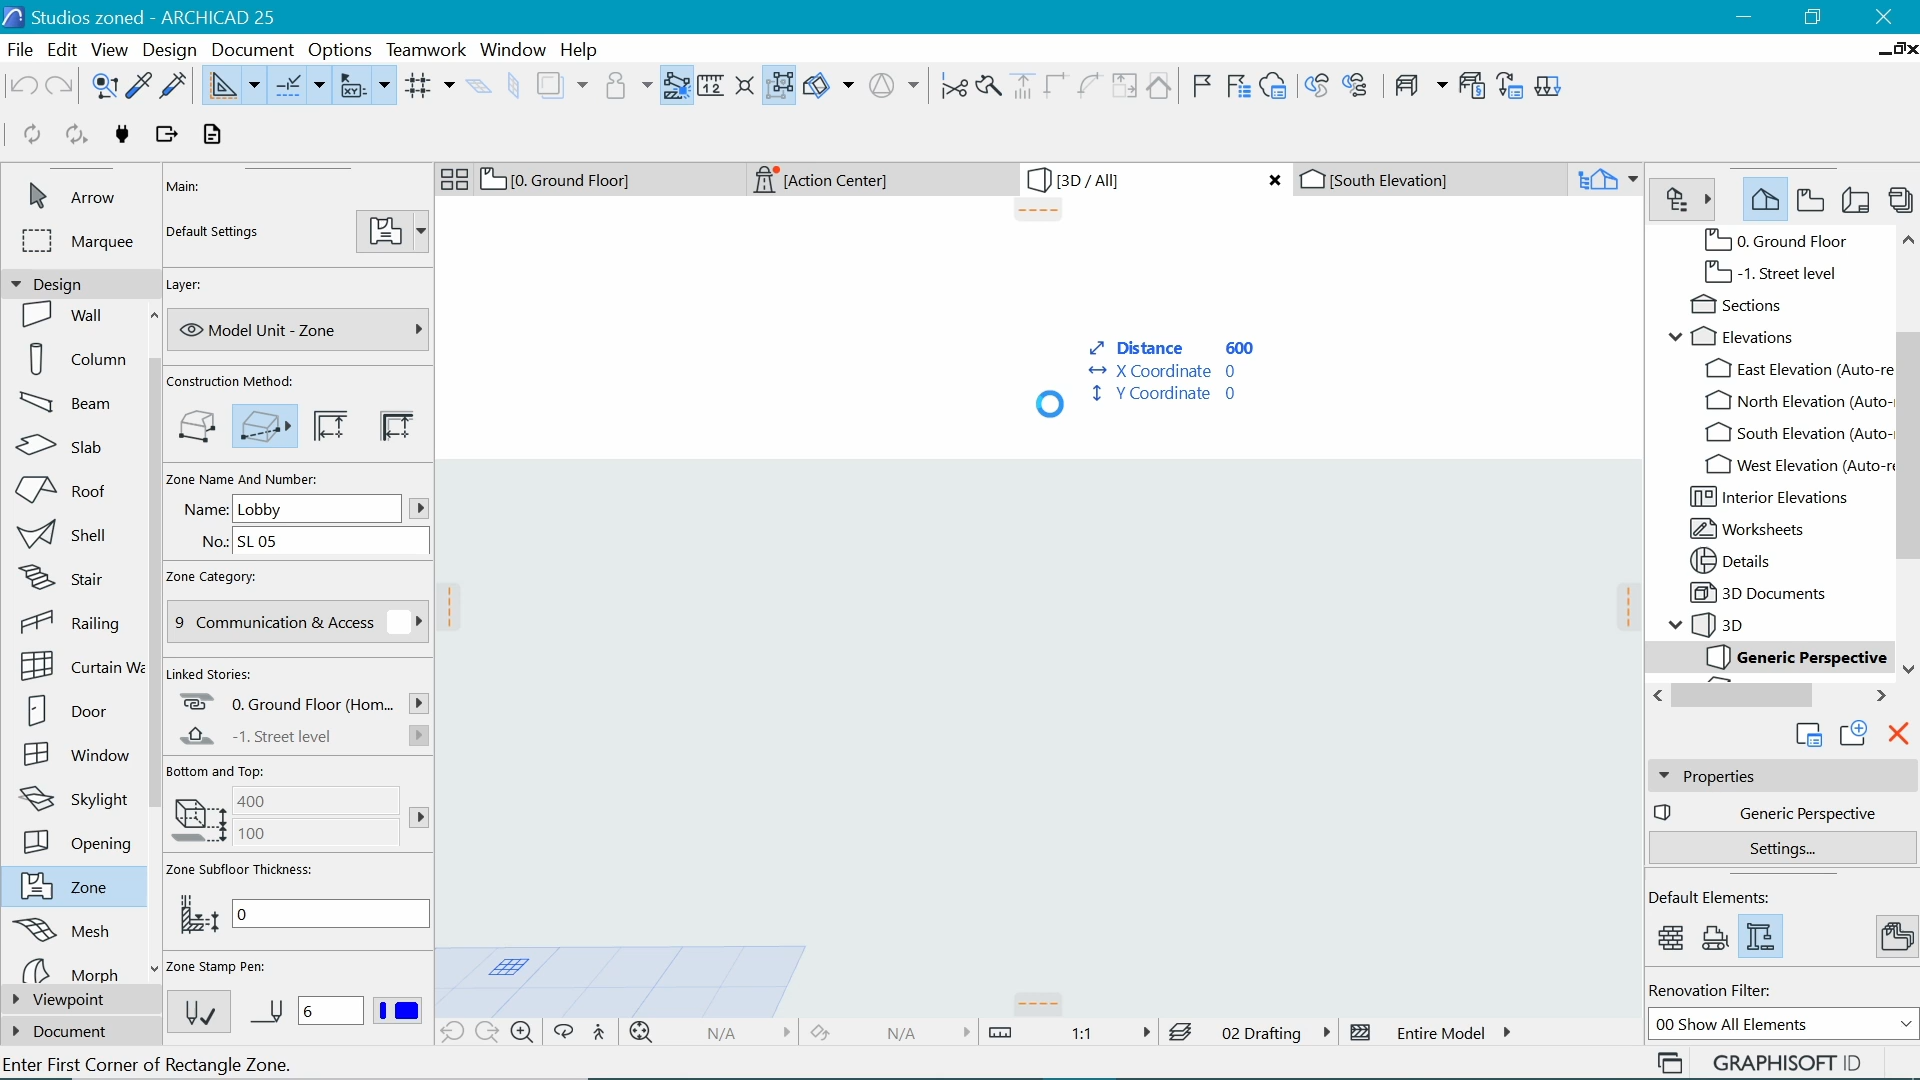 Studios zoned - ARCHICAD 25
File Edit View Design Document Options Teamwork Window Help
Arrow
Marquee
Design
Wall
Column
Beam
Slab
Roof
Shell
Stair
Railing
Curtain Wa
Door
Window
Skylight
Opening
Zone
Mesh
Morph
Viewpoint
Document
Main:
Default Settings
Layer:
Model Unit - Zone
Construction Method:
Zone Name And Number:
Name: Lobby
No.: SL 05
Zone Category:
9 Communication & Access
Linked Stories:
0. Ground Floor (Hom...
-1. Street level
Bottom and Top:
400
100
Zone Subfloor Thickness:
0
Zone Stamp Pen:
6
[0. Ground Floor]
[Action Center]
[3D / All]
[South Elevation]
Distance 600
X Coordinate 0
Y Coordinate 0
N/A
N/A
1:1
02 Drafting
Entire Model
0. Ground Floor
-1. Street level
Sections
Elevations
East Elevation (Auto-re
North Elevation (Auto-
South Elevation (Auto-
West Elevation (Auto-r
Interior Elevations
Worksheets
Details
3D Documents
3D
Generic Perspective
Properties
Generic Perspective
Settings...
Default Elements:
Renovation Filter:
00 Show All Elements
Enter First Corner of Rectangle Zone.
GRAPHISOFT ID